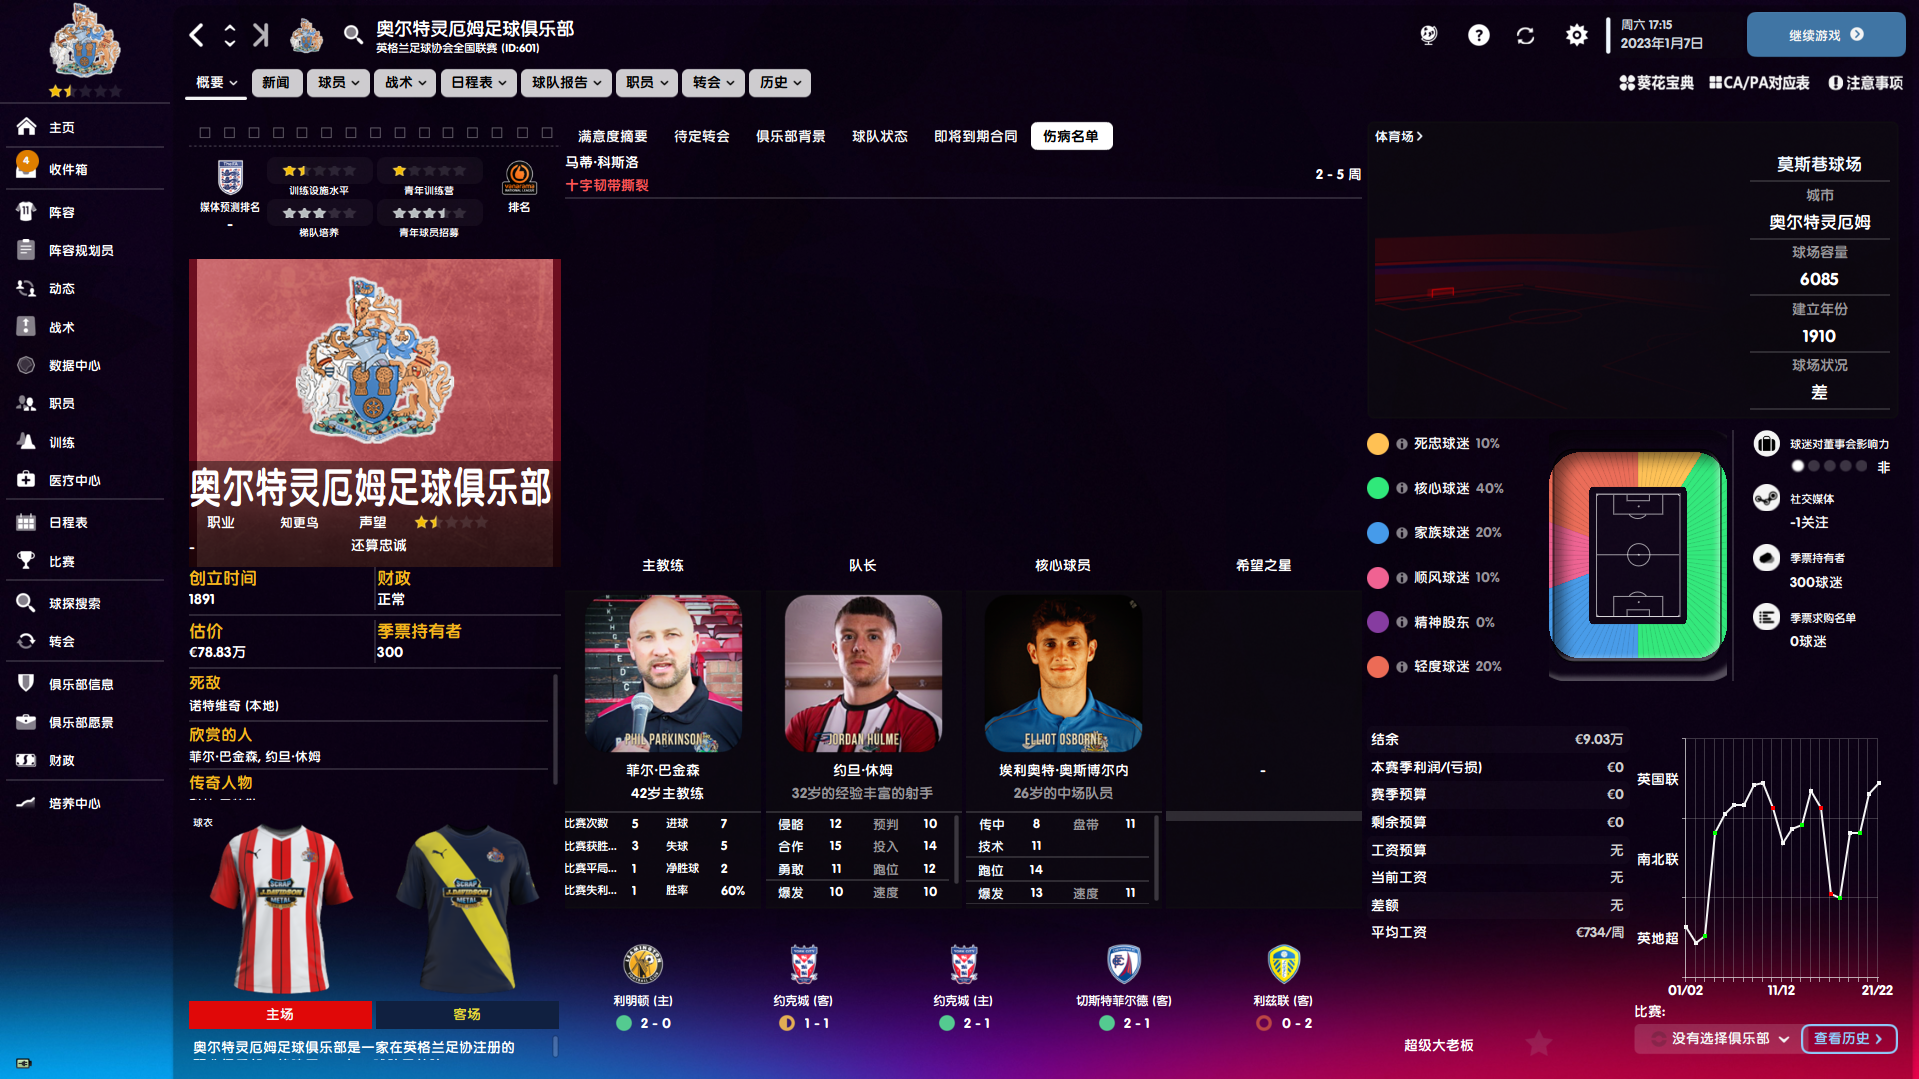 奥尔特灵厄姆足球俱乐部
英格兰足球协会全国联赛 (ID:601)
周六 17:15
2023年1月7日
继续游戏
概要
新闻
球员
战术
日程表
球队报告
职员
转会
历史
葵花宝典
CA/PA对应表
注意事项
主页
4
收件箱
阵容
阵容规划员
动态
战术
数据中心
职员
训练
医疗中心
日程表
比赛
球探搜索
转会
俱乐部信息
俱乐部愿景
财政
培养中心
媒体预测排名
-
训练设施水平
青年训练营
梯队培养
青年球员招募
排名
奥尔特灵厄姆足球俱乐部
职业
知更鸟
声望
-
还算忠诚
创立时间
1891
财政
正常
估价
€78.83万
季票持有者
300
死敌
诺特维奇 (本地)
欣赏的人
菲尔·巴金森, 约旦·休姆
传奇人物
球衣
SCRAP
J.DAVIDSON
METAL
SCRAP
J.DAVIDSON
METAL
主场
客场
奥尔特灵厄姆足球俱乐部是一家在英格兰足协注册的
满意度摘要
待定转会
俱乐部背景
球队状态
即将到期合同
伤病名单
马蒂·科斯洛
十字韧带撕裂
2 - 5 周
主教练
队长
核心球员
希望之星
PHIL PARKINSON
JORDAN HULME
ELLIOT OSBORNE
菲尔·巴金森
42岁主教练
约旦·休姆
32岁的经验丰富的射手
埃利奥特·奥斯博尔内
26岁的中场队员
-
比赛次数 5 进球 7
比赛获胜... 3 失球 5
比赛平局... 1 净胜球 2
比赛失利... 1 胜率 60%
侵略 12 预判 10
合作 15 投入 14
勇敢 11 跑位 12
爆发 10 速度 10
传中 8 盘带 11
技术 11
跑位 14
爆发 13 速度 11
利明顿 (主)
2 - 0
约克城 (客)
1 - 1
约克城 (主)
2 - 1
切斯特菲尔德 (客)
2 - 1
利兹联 (客)
0 - 2
体育场
莫斯巷球场
城市
奥尔特灵厄姆
球场容量
6085
建立年份
1910
球场状况
差
死忠球迷 10%
核心球迷 40%
家族球迷 20%
顺风球迷 10%
精神股东 0%
轻度球迷 20%
球迷对董事会影响力
非
社交媒体
-1关注
季票持有者
300球迷
季票求购名单
0球迷
结余 €9.03万
本赛季利润/(亏损) €0
赛季预算 €0
剩余预算 €0
工资预算 无
当前工资 无
差额 无
平均工资 €734/周
英国联
南北联
英地超
01/02
11/12
21/22
比赛:
没有选择俱乐部
查看历史
超级大老板